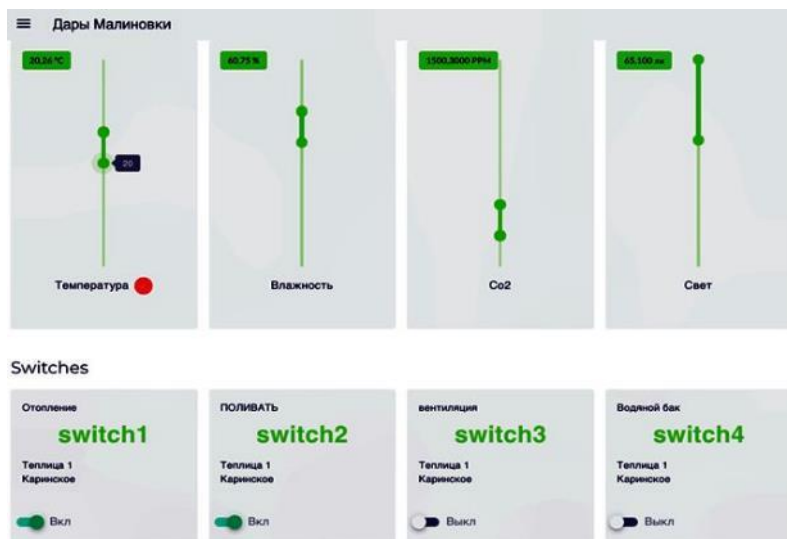 Дары Малиновки
20,26 °C
60,75 %
1500,3000 PPM
65,100 лк
20
Температура
Влажность
Co2
Свет
Switches
Отопление
switch1
Теплица 1
Каринское
Вкл
ПОЛИВАТЬ
switch2
Теплица 1
Каринское
Вкл
вентиляция
switch3
Теплица 1
Каринское
Выкл
Водяной бак
switch4
Теплица 1
Каринское
Выкл